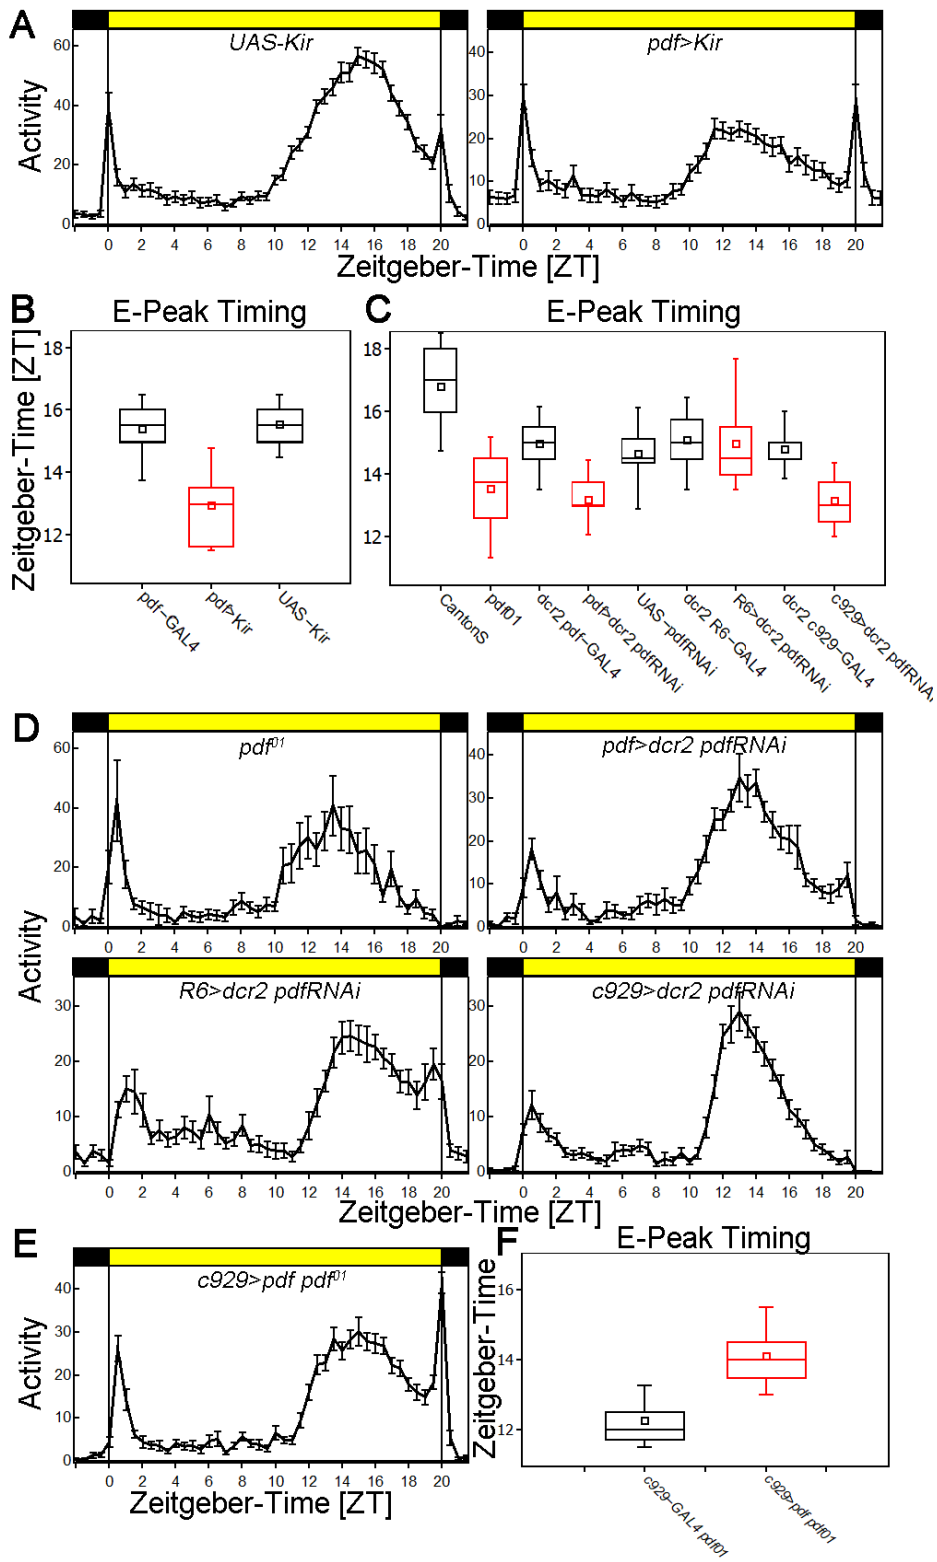 A
UAS-Kir
pdf>Kir
Activity
60
40
20
0
40
30
20
10
0
0 2 4 6 8 10 12 14 16 18 20
0 2 4 6 8 10 12 14 16 18 20
Zeitgeber-Time [ZT]
B
E-Peak Timing
C
E-Peak Timing
Zeitgeber-Time [ZT]
18
16
14
12
18
16
14
12
pdf-GAL4
pdf>Kir
UAS-Kir
CantonS
pdf01
dcr2 pdf-GAL4
pdf>dcr2 pdfRNAi
UAS-pdfRNAi
dcr2 R6-GAL4
R6>dcr2 pdfRNAi
dcr2 c929-GAL4
c929>dcr2 pdfRNAi
D
pdf01
pdf>dcr2 pdfRNAi
60
40
20
0
40
30
20
10
0
0 2 4 6 8 10 12 14 16 18 20
0 2 4 6 8 10 12 14 16 18 20
Activity
R6>dcr2 pdfRNAi
c929>dcr2 pdfRNAi
30
20
10
0
30
20
10
0
0 2 4 6 8 10 12 14 16 18 20
0 2 4 6 8 10 12 14 16 18 20
Zeitgeber-Time [ZT]
E
c929>pdf pdf01
Activity
40
30
20
10
0
0 2 4 6 8 10 12 14 16 18 20
Zeitgeber-Time [ZT]
F
E-Peak Timing
Zeitgeber-Time
16
14
12
c929-GAL4 pdf01
c929>pdf pdf01